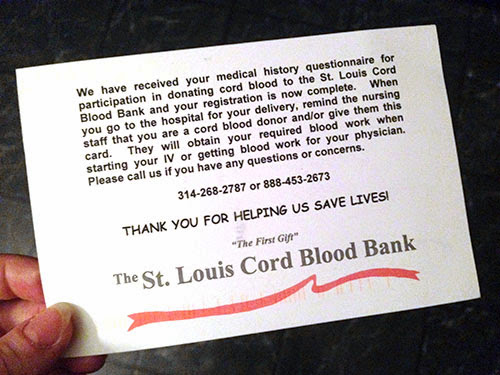 We have received your medical history questionnaire for
participation in donating cord blood to the St. Louis Cord
Blood Bank and your registration is now complete. When
you go to the hospital for your delivery, remind the nursing
staff that you are a cord blood donor and/or give them this
card. They will obtain your required blood work when
starting your IV or getting blood work for your physician.
Please call us if you have any questions or concerns.
314-268-2787 or 888-453-2673
THANK YOU FOR HELPING US SAVE LIVES!
"The First Gift"
The St. Louis Cord Blood Bank